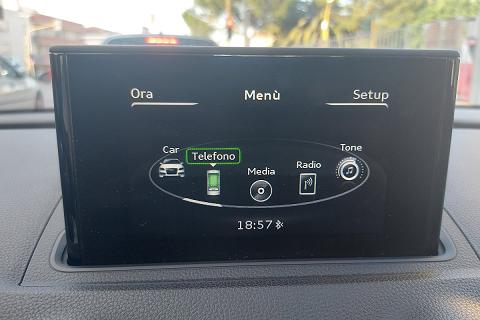 Ora Menù Setup
Car Telefono Media Radio Tone
18:57